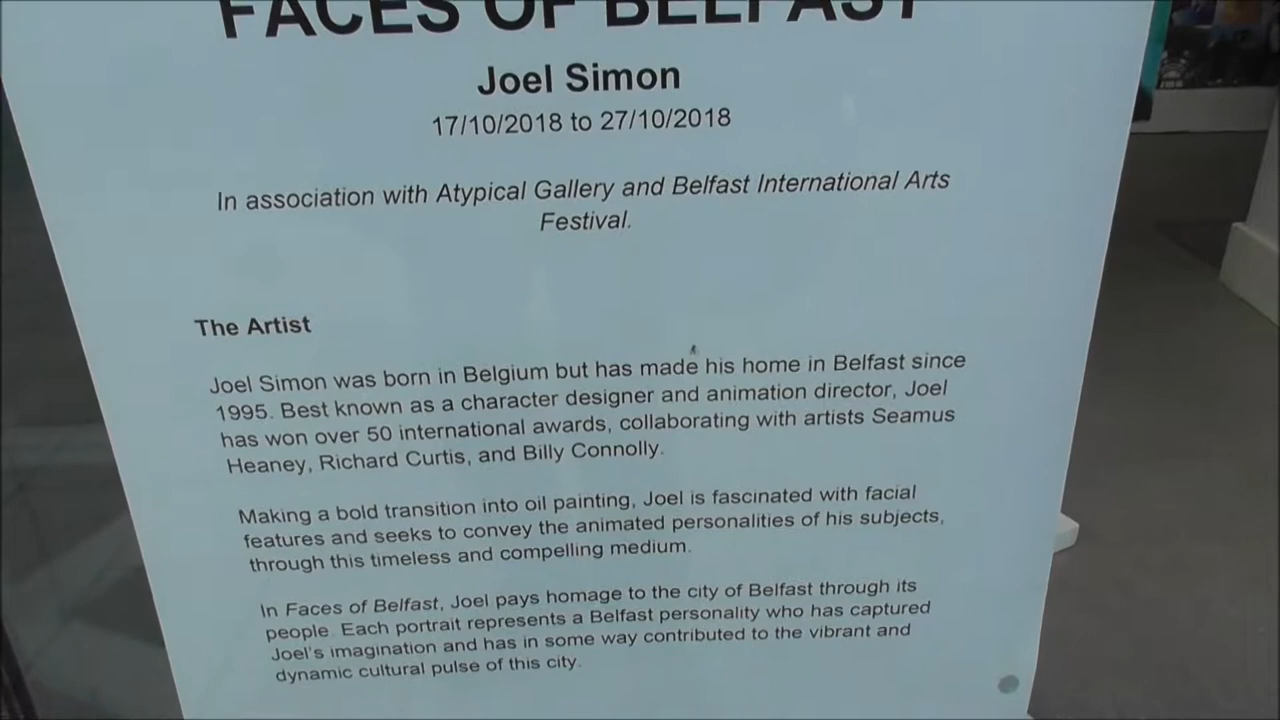 FACES OF BELFAST
Joel Simon
17/10/2018 to 27/10/2018
In association with Atypical Gallery and Belfast International Arts
Festival.
The Artist
Joel Simon was born in Belgium but has made his home in Belfast since
1995. Best known as a character designer and animation director, Joel
has won over 50 international awards, collaborating with artists Seamus
Heaney, Richard Curtis, and Billy Connolly.
Making a bold transition into oil painting, Joel is fascinated with facial
features and seeks to convey the animated personalities of his subjects,
through this timeless and compelling medium.
In Faces of Belfast, Joel pays homage to the city of Belfast through its
people. Each portrait represents a Belfast personality who has captured
Joel's imagination and has in some way contributed to the vibrant and
dynamic cultural pulse of this city.